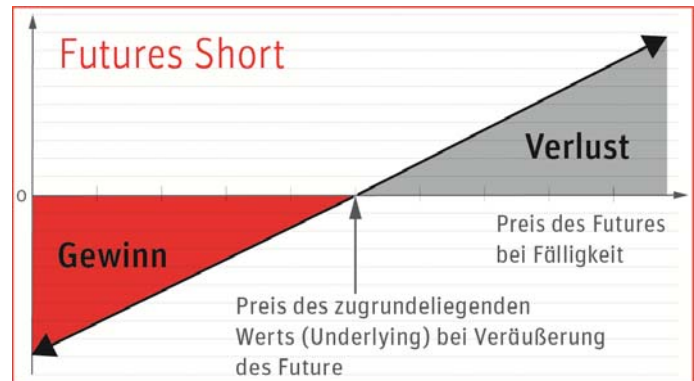 Futures Short
Verlust
0
Preis des Futures
bei Fälligkeit
Gewinn
Preis des zugrundeliegenden
Werts (Underlying) bei Veräußerung
des Future